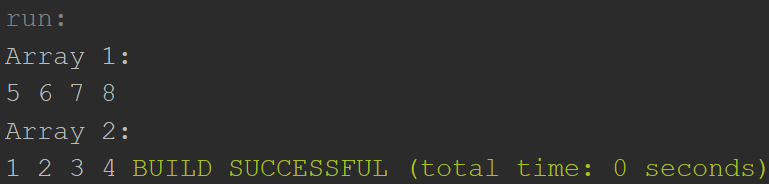 run:
Array 1:
5 6 7 8
Array 2:
1 2 3 4 BUILD SUCCESSFUL (total time: 0 seconds)